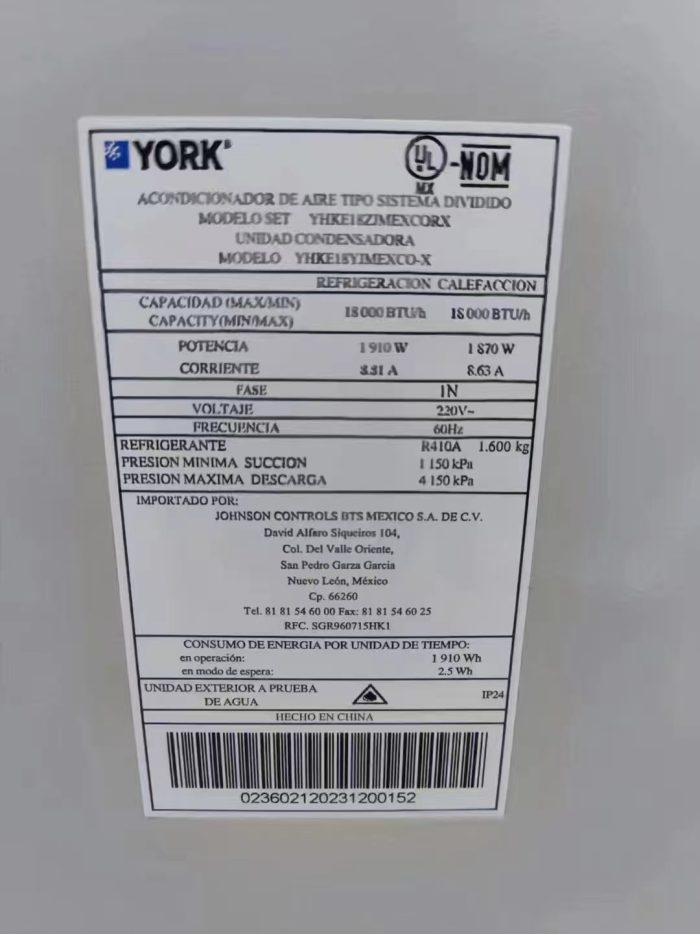 YORK®
UL MX -NOM
ACONDICIONADOR DE AIRE TIPO SISTEMA DIVIDIDO
MODELO SET YHKE18ZJMEXCORX
UNIDAD CONDENSADORA
MODELO YHKE18YJMEXCO-X
REFRIGERACION CALEFACCION
CAPACIDAD (MAX/MIN) 18 000 BTU/h 18 000 BTU/h
CAPACITY(MIN/MAX)
POTENCIA 1 910 W 1 870 W
CORRIENTE 8.81 A 8.63 A
FASE 1N
VOLTAJE 220V~
FRECUENCIA 60Hz
REFRIGERANTE R410A 1.600 kg
PRESION MINIMA SUCCION 1 150 kPa
PRESION MAXIMA DESCARGA 4 150 kPa
IMPORTADO POR:
JOHNSON CONTROLS BTS MEXICO S.A. DE C.V.
David Alfaro Siqueiros 104,
Col. Del Valle Oriente,
San Pedro Garza Garcia
Nuevo León, México
Cp. 66260
Tel. 81 81 54 60 00 Fax: 81 81 54 60 25
RFC. SGR960715HK1
CONSUMO DE ENERGIA POR UNIDAD DE TIEMPO:
en operación: 1 910 Wh
en modo de espera: 2.5 Wh
UNIDAD EXTERIOR A PRUEBA
DE AGUA IP24
HECHO EN CHINA
023602120231200152